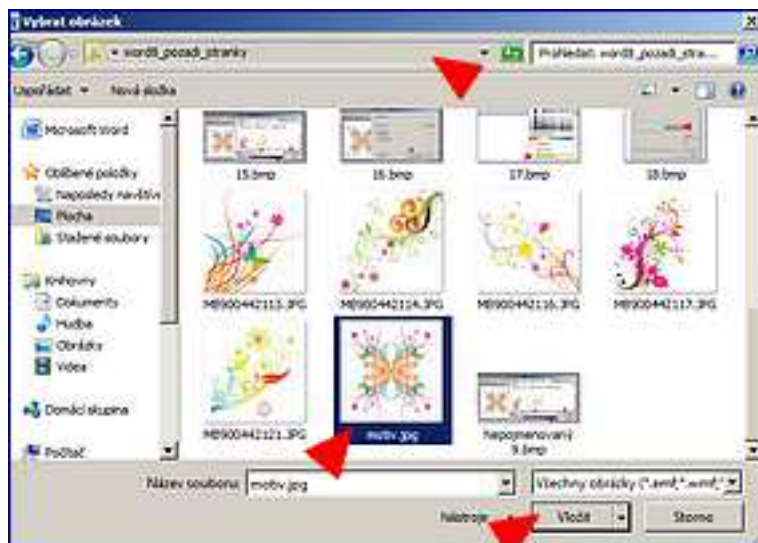 Vybrat obrázek
word8_pozadi_stranky
Prohledat: word8_pozadi_stra...
Uspořádat
Nová složka
Microsoft Word
Oblíbené položky
Naposledy navštív
Plocha
Stažené soubory
Knihovny
Dokumenty
Hudba
Obrázky
Videa
Domácí skupina
Počítač
15.bmp
16.bmp
17.bmp
18.bmp
MB900442113.JPG
MB900442114.JPG
MB900442116.JPG
MB900442117.JPG
MB900442121.JPG
motiv.jpg
Nepojmenovaný
9.bmp
Název souboru:
motiv.jpg
Všechny obrázky (*.emf;*.wmf;*
Nástroje
Vložit
Storno